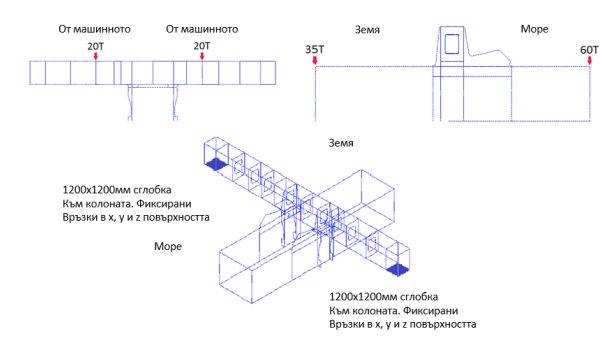 От машинното
От машинното
20T
20T
Земя
Море
35T
60T
Земя
1200x1200мм сглобка
Към колоната. Фиксирани
Връзки в x, y и z повърхността
Море
1200x1200мм сглобка
Към колоната. Фиксирани
Връзки в x, y и z повърхността